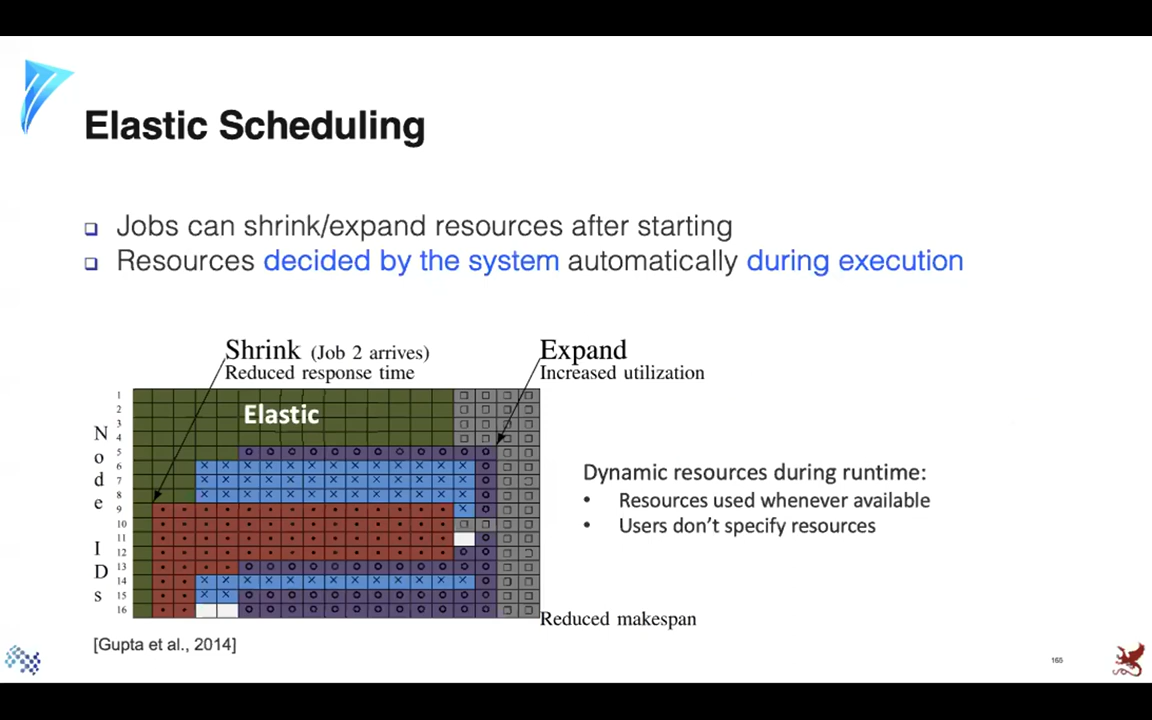 Elastic Scheduling
Jobs can shrink/expand resources after starting
Resources decided by the system automatically during execution
Shrink (Job 2 arrives)
Reduced response time
Expand
Increased utilization
Elastic
Node IDs
1
2
3
4
5
6
7
8
9
10
11
12
13
14
15
16
Dynamic resources during runtime:
• Resources used whenever available
• Users don’t specify resources
Reduced makespan
[Gupta et al., 2014]
165